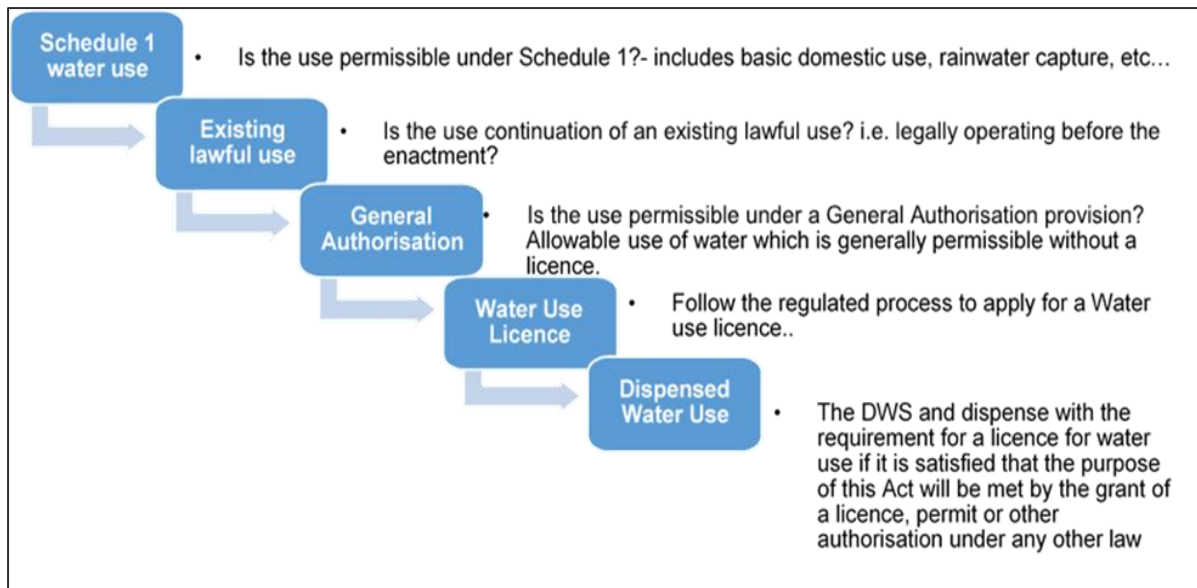 Schedule 1
water use
• Is the use permissible under Schedule 1?- includes basic domestic use, rainwater capture, etc…
Existing
lawful use
• Is the use continuation of an existing lawful use? i.e. legally operating before the
enactment?
General
Authorisation
• Is the use permissible under a General Authorisation provision?
Allowable use of water which is generally permissible without a
licence.
Water Use
Licence
• Follow the regulated process to apply for a Water
use licence..
Dispensed
Water Use
• The DWS and dispense with the
requirement for a licence for water
use if it is satisfied that the purpose
of this Act will be met by the grant of
a licence, permit or other
authorisation under any other law